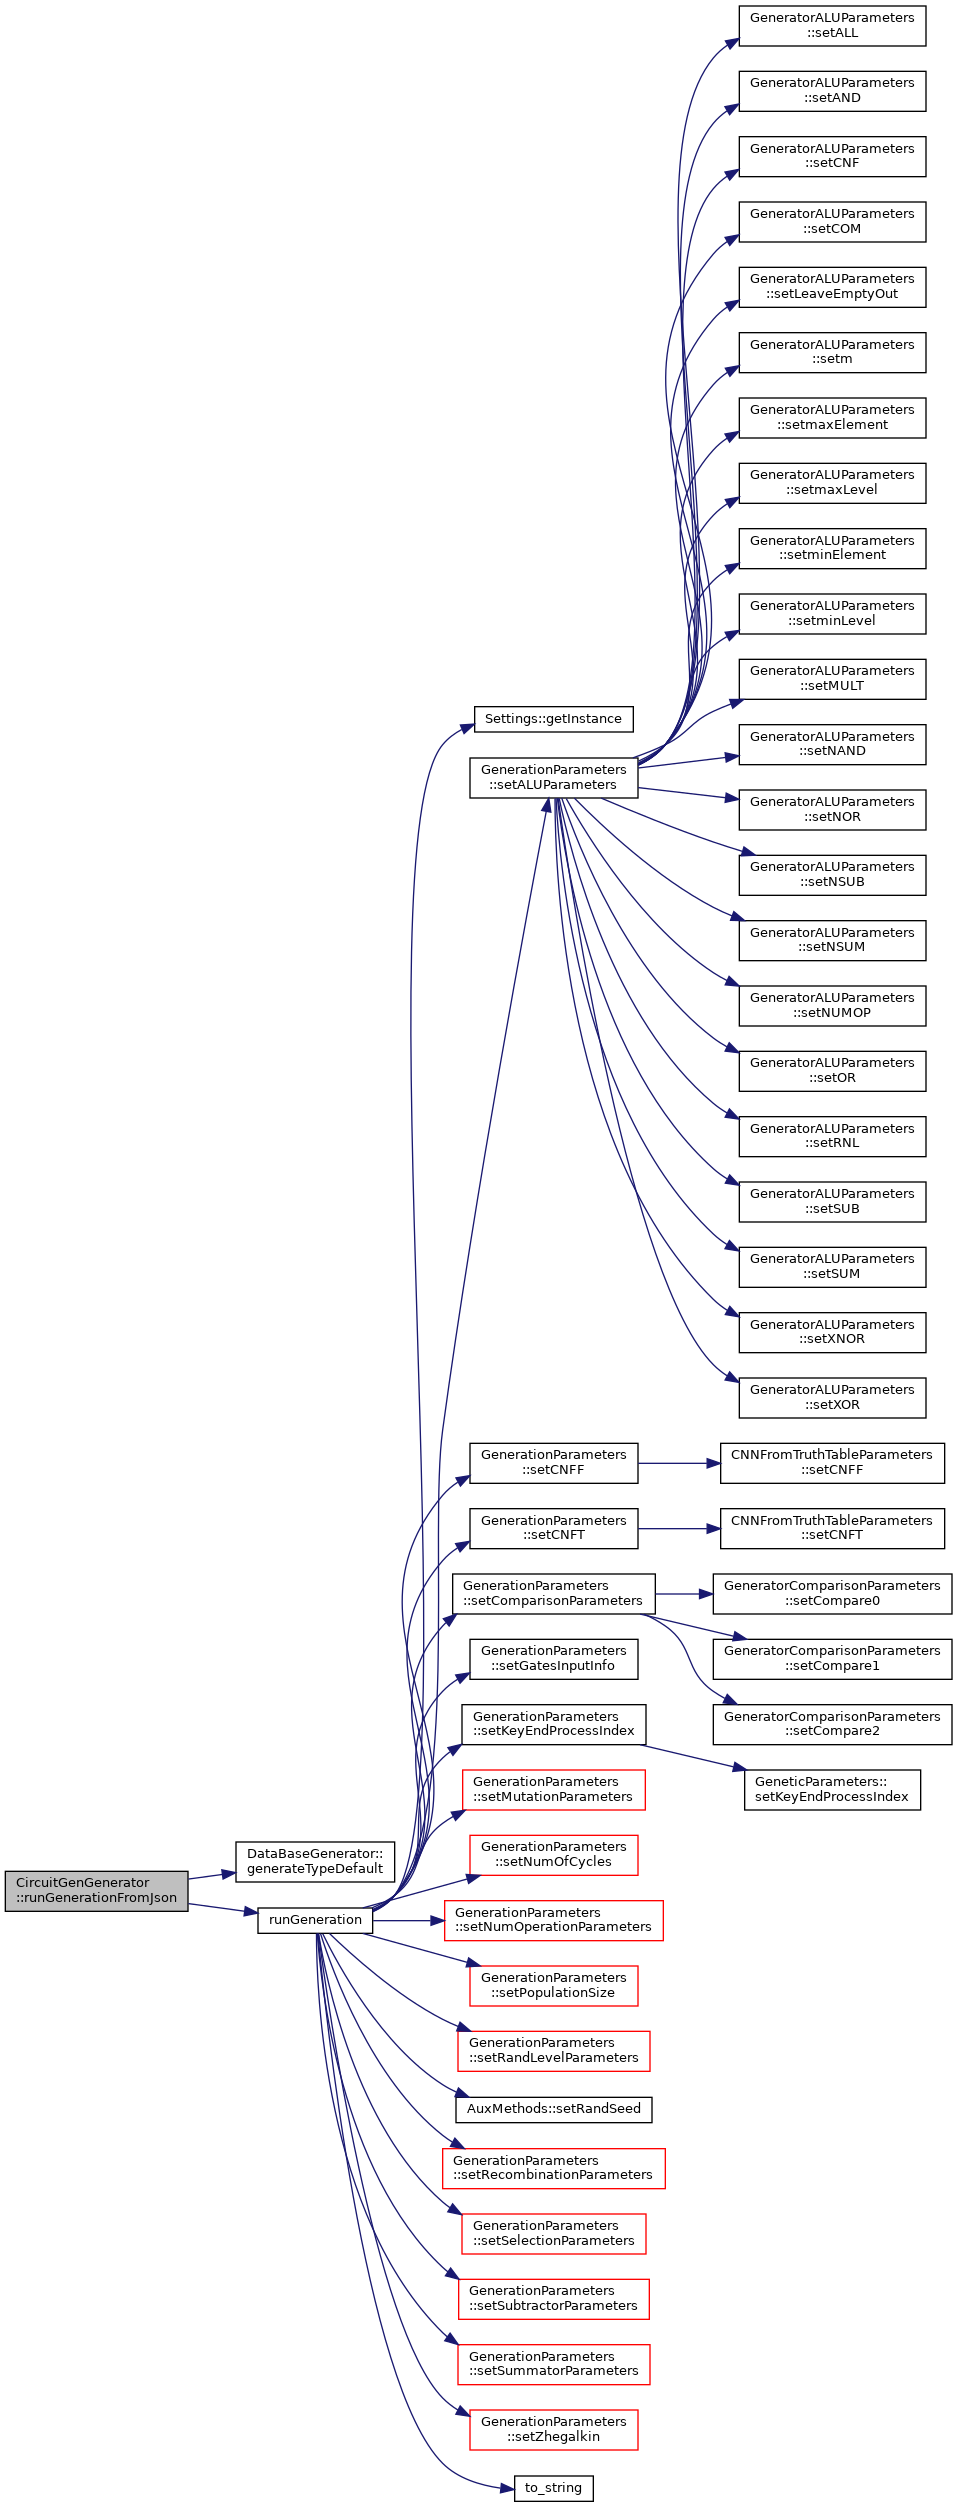 GeneratorALUParameters
::setALL
GeneratorALUParameters
::setAND
GeneratorALUParameters
::setCNF
GeneratorALUParameters
::setCOM
GeneratorALUParameters
::setLeaveEmptyOut
GeneratorALUParameters
::setm
GeneratorALUParameters
::setmaxElement
GeneratorALUParameters
::setmaxLevel
GeneratorALUParameters
::setminElement
GeneratorALUParameters
::setminLevel
GeneratorALUParameters
::setMULT
Settings::getInstance
GeneratorALUParameters
::setNAND
GenerationParameters
::setALUParameters
GeneratorALUParameters
::setNOR
GeneratorALUParameters
::setNSUB
GeneratorALUParameters
::setNSUM
GeneratorALUParameters
::setNUMOP
GeneratorALUParameters
::setOR
GeneratorALUParameters
::setRNL
GeneratorALUParameters
::setSUB
GeneratorALUParameters
::setSUM
GeneratorALUParameters
::setXNOR
GeneratorALUParameters
::setXOR
GenerationParameters
::setCNFF
CNNFromTruthTableParameters
::setCNFF
GenerationParameters
::setCNFT
CNNFromTruthTableParameters
::setCNFT
GenerationParameters
::setComparisonParameters
GeneratorComparisonParameters
::setCompare0
GenerationParameters
::setGatesInputInfo
GeneratorComparisonParameters
::setCompare1
GenerationParameters
::setKeyEndProcessIndex
GeneratorComparisonParameters
::setCompare2
GenerationParameters
::setMutationParameters
GeneticParameters::
setKeyEndProcessIndex
GenerationParameters
::setNumOfCycles
DataBaseGenerator::
generateTypeDefault
CircuitGenGenerator
::runGenerationFromJson
runGeneration
GenerationParameters
::setNumOperationParameters
GenerationParameters
::setPopulationSize
GenerationParameters
::setRandLevelParameters
AuxMethods::setRandSeed
GenerationParameters
::setRecombinationParameters
GenerationParameters
::setSelectionParameters
GenerationParameters
::setSubtractorParameters
GenerationParameters
::setSummatorParameters
GenerationParameters
::setZhegalkin
to_string